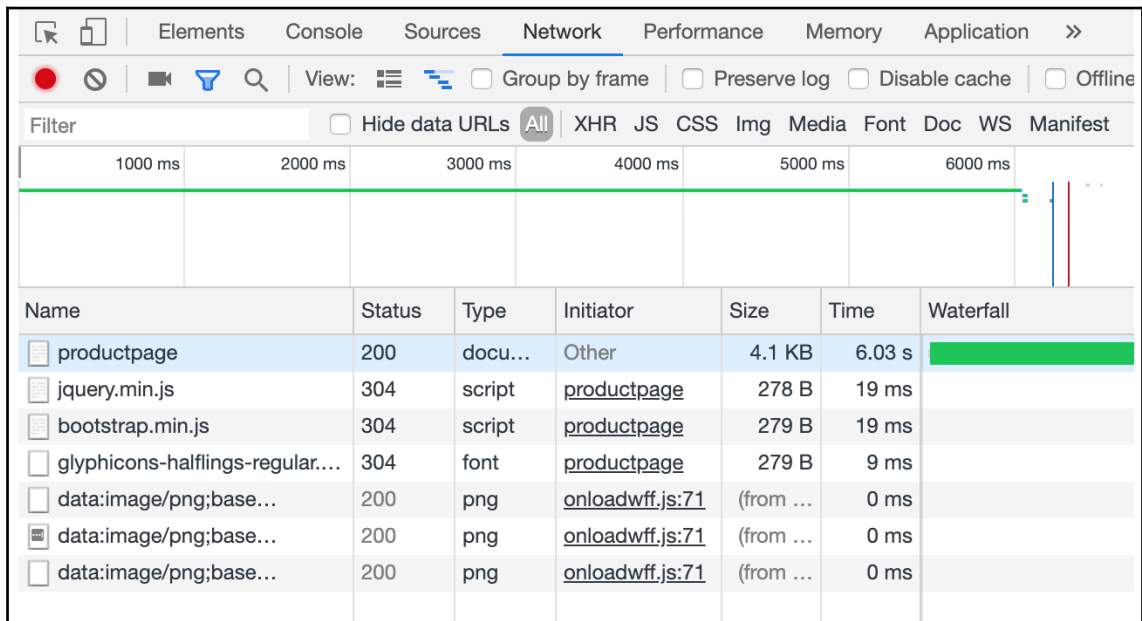 Elements Console Sources Network Performance Memory Application »
View: Group by frame Preserve log Disable cache Offline
Filter Hide data URLs All XHR JS CSS Img Media Font Doc WS Manifest
1000 ms 2000 ms 3000 ms 4000 ms 5000 ms 6000 ms
Name Status Type Initiator Size Time Waterfall
productpage 200 docu... Other 4.1 KB 6.03 s
jquery.min.js 304 script productpage 278 B 19 ms
bootstrap.min.js 304 script productpage 279 B 19 ms
glyphicons-halflings-regular.... 304 font productpage 279 B 9 ms
data:image/png;base... 200 png onloadwff.js:71 (from ... 0 ms
data:image/png;base... 200 png onloadwff.js:71 (from ... 0 ms
data:image/png;base... 200 png onloadwff.js:71 (from ... 0 ms